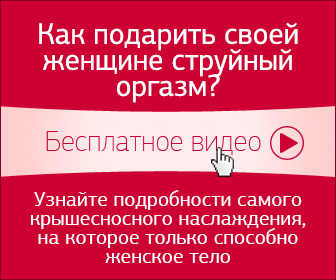 Как подарить своей
женщине струйный
оргазм?
Бесплатное видео
Узнайте подробности самого
крышесносного наслаждения,
на которое только способно
женское тело